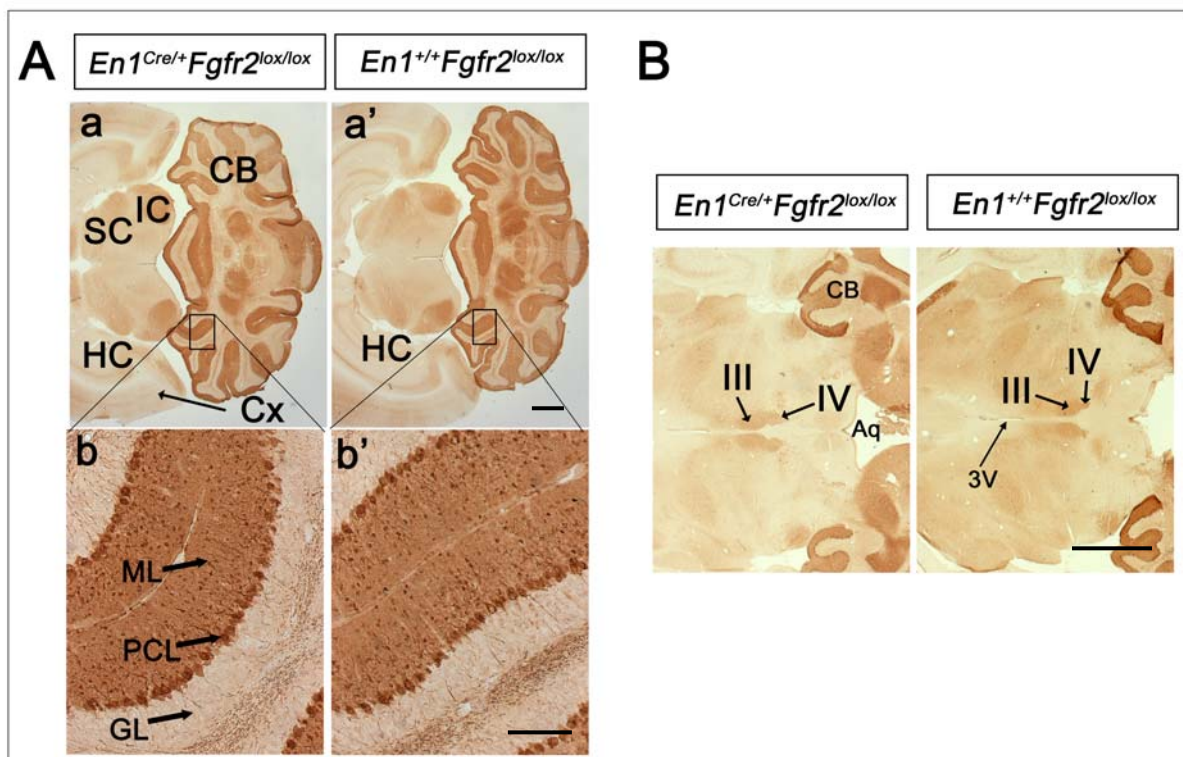 A
En1Cre/+Fgfr2lox/lox
En1+/+Fgfr2lox/lox
a
CB
IC
SC
HC
Cx
a'
HC
b
ML
PCL
GL
b'
B
En1Cre/+Fgfr2lox/lox
En1+/+Fgfr2lox/lox
CB
III
IV
Aq
IV
III
3V